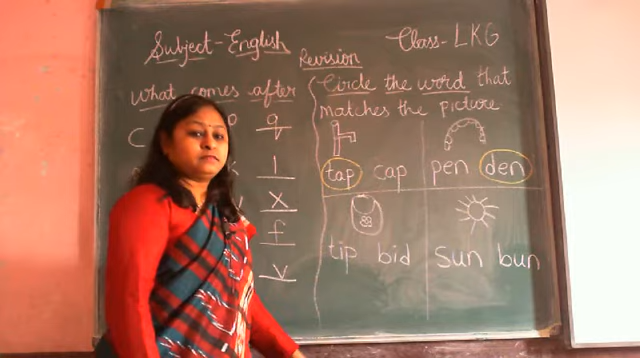 Subject-English
Class-LKG
Revision
What comes after
C
q
l
x
f
v
Circle the word that
matches the picture
tap cap
pen den
tip bid
sun bun